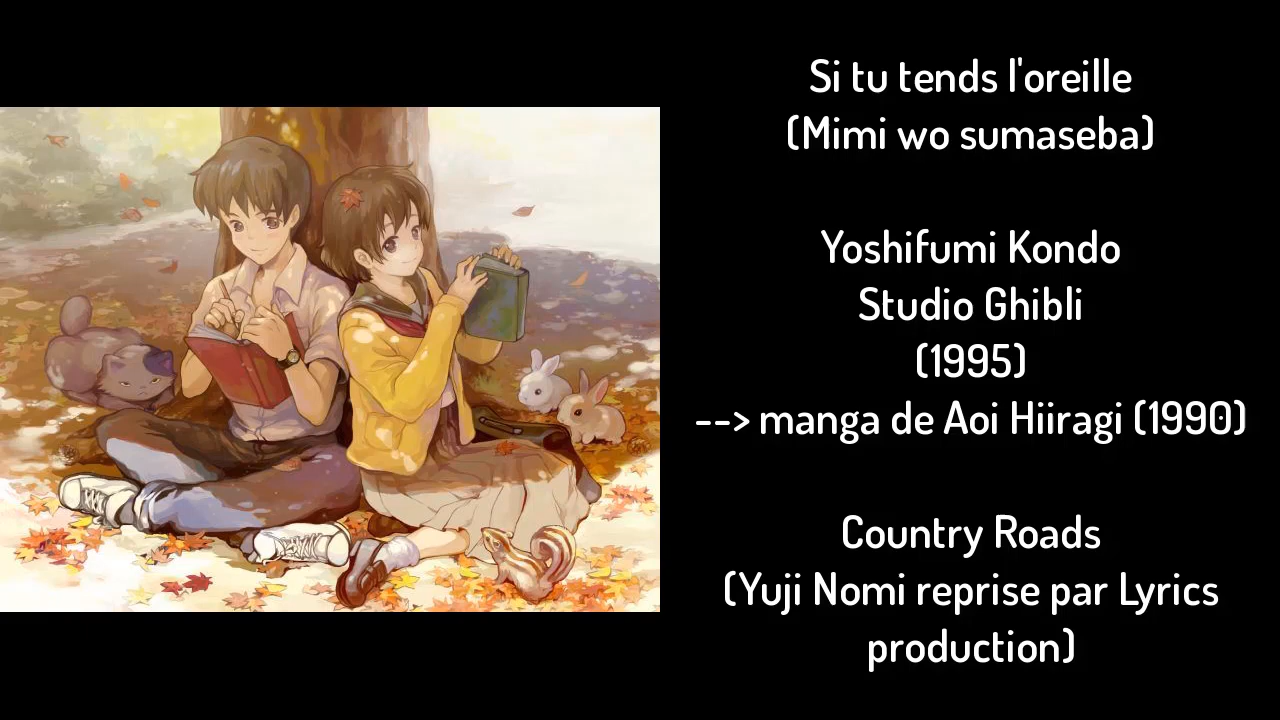 Si tu tends l'oreille
(Mimi wo sumaseba)
Yoshifumi Kondo
Studio Ghibli
(1995)
--> manga de Aoi Hiiragi (1990)
Country Roads
(Yuji Nomi reprise par Lyrics
production)